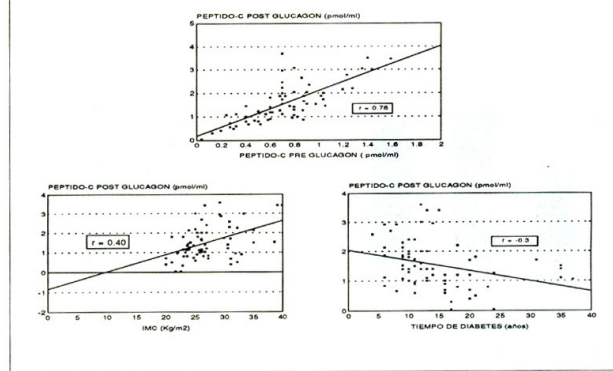 PEPTIDO-C POST GLUCAGON (pmol/ml)
5
4
3
2
1
0
r = 0.78
0 0.2 0.4 0.6 0.8 1 1.2 1.4 1.6 1.8 2
PEPTIDO-C PRE GLUCAGON ( pmol/ml)
PEPTIDO-C POST GLUCAGON (pmol/ml)
4
3
2
1
0
-1
-2
r = 0.40
0 5 10 15 20 25 30 35 40
IMC (Kg/m2)
PEPTIDO-C POST GLUCAGON (pmol/ml)
4
3
2
1
0
r = -0.3
0 5 10 15 20 25 30 35 40
TIEMPO DE DIABETES (años)